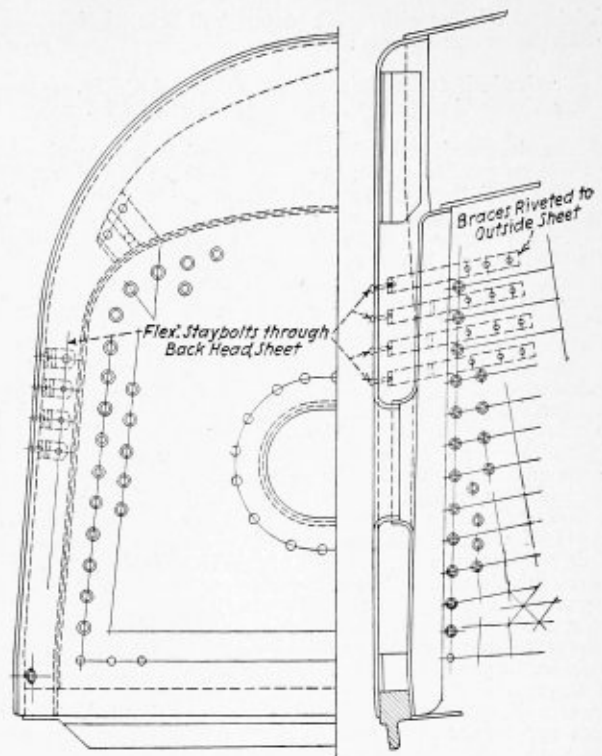 Braces Riveted to
Outside Sheet
Flex. Staybolts through
Back Head Sheet